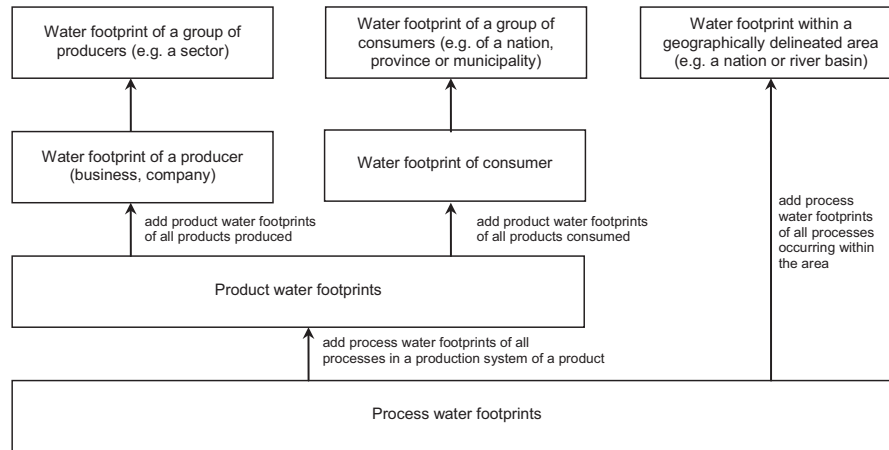 Water footprint of a group of
producers (e.g. a sector)
Water footprint of a group of
consumers (e.g. of a nation,
province or municipality)
Water footprint within a
geographically delineated area
(e.g. a nation or river basin)
Water footprint of a producer
(business, company)
Water footprint of consumer
add product water footprints
of all products produced
add product water footprints
of all products consumed
add process
water footprints
of all processes
occurring within
the area
Product water footprints
add process water footprints of all
processes in a production system of a product
Process water footprints